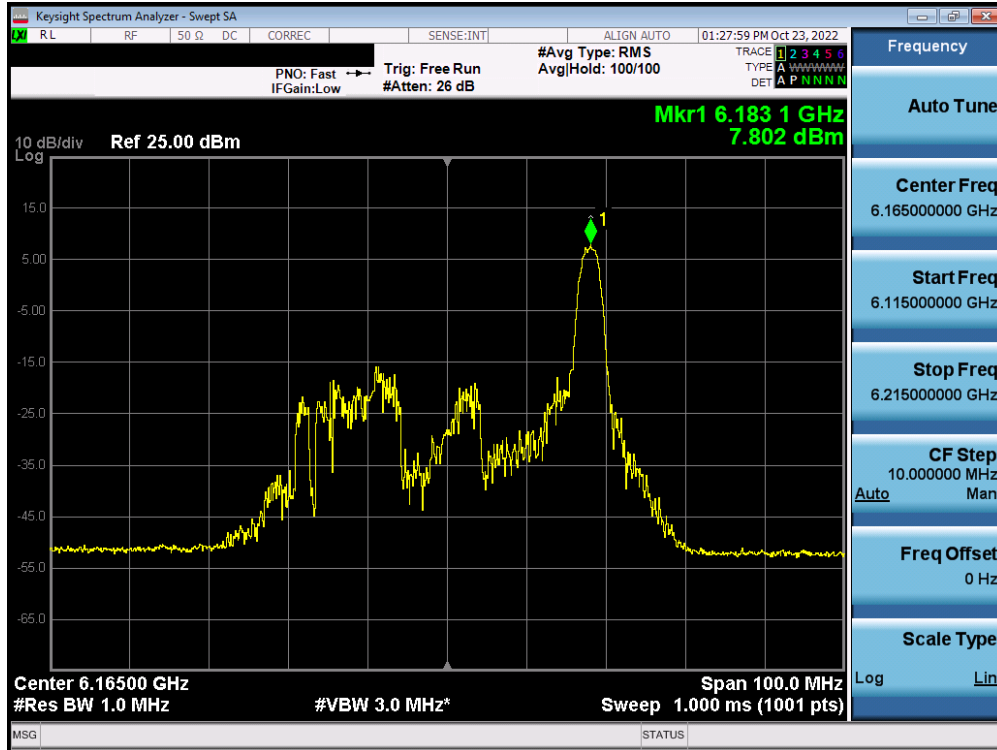 Keysight Spectrum Analyzer - Swept SA
LXI RL RF 50 Ω DC CORREC SENSE:INT ALIGN AUTO 01:27:59 PM Oct 23, 2022
PNO: Fast
IFGain:Low
Trig: Free Run
#Atten: 26 dB
#Avg Type: RMS
Avg|Hold: 100/100
TRACE 1 2 3 4 5 6
TYPE A WWWWW
DET A P N N N N
Mkr1 6.183 1 GHz
7.802 dBm
10 dB/div Ref 25.00 dBm
Log
15.0
5.00
-5.00
-15.0
-25.0
-35.0
-45.0
-55.0
-65.0
1
Center 6.16500 GHz
#Res BW 1.0 MHz
#VBW 3.0 MHz*
Span 100.0 MHz
Sweep 1.000 ms (1001 pts)
MSG STATUS
Frequency
Auto Tune
Center Freq
6.165000000 GHz
Start Freq
6.115000000 GHz
Stop Freq
6.215000000 GHz
CF Step
10.000000 MHz
Auto Man
Freq Offset
0 Hz
Scale Type
Log Lin